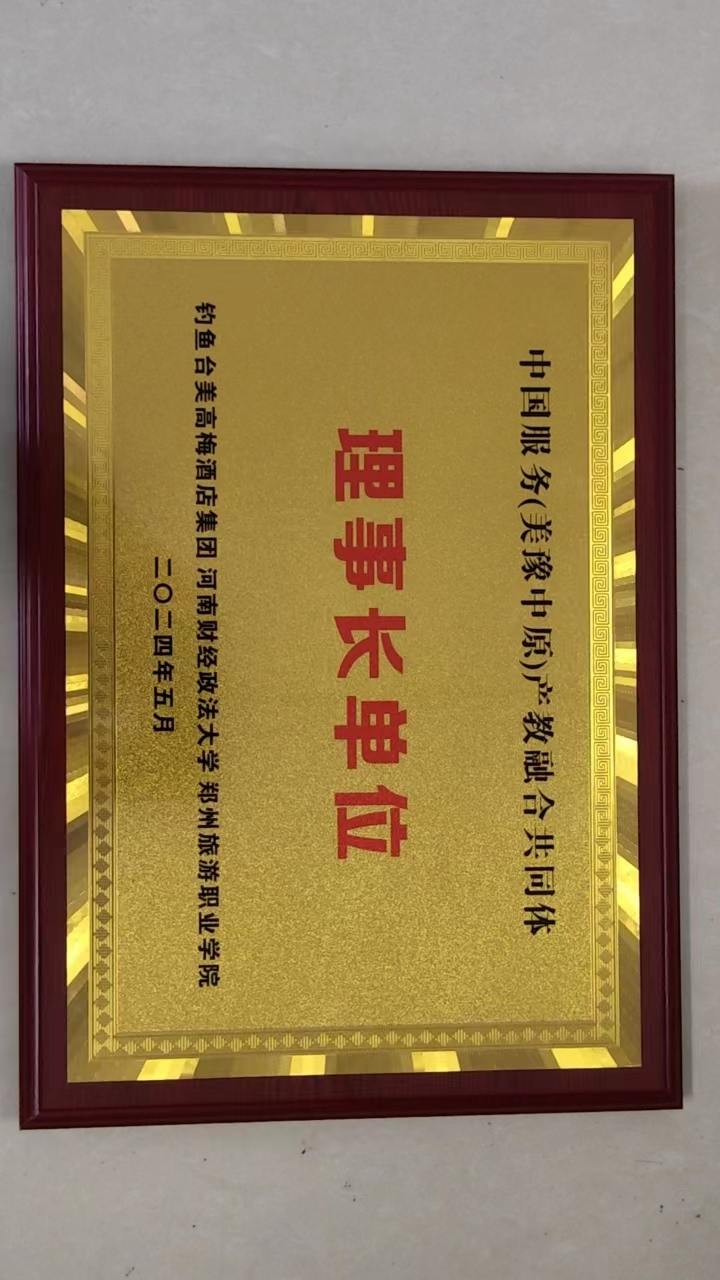 中国服务(美豫中原)产教融合共同体
理事长单位
钓鱼台美高梅酒店集团 河南财经政法大学 郑州旅游职业学院
二〇二四年五月